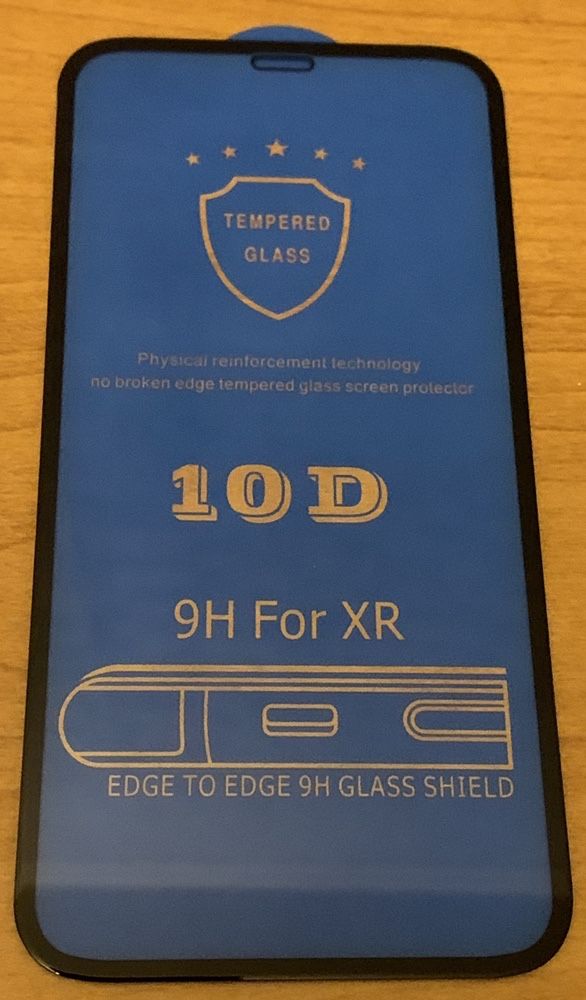 TEMPERED
GLASS
Physical reinforcement technology
no broken edge tempered glass screen protector
10D
9H For XR
EDGE TO EDGE 9H GLASS SHIELD